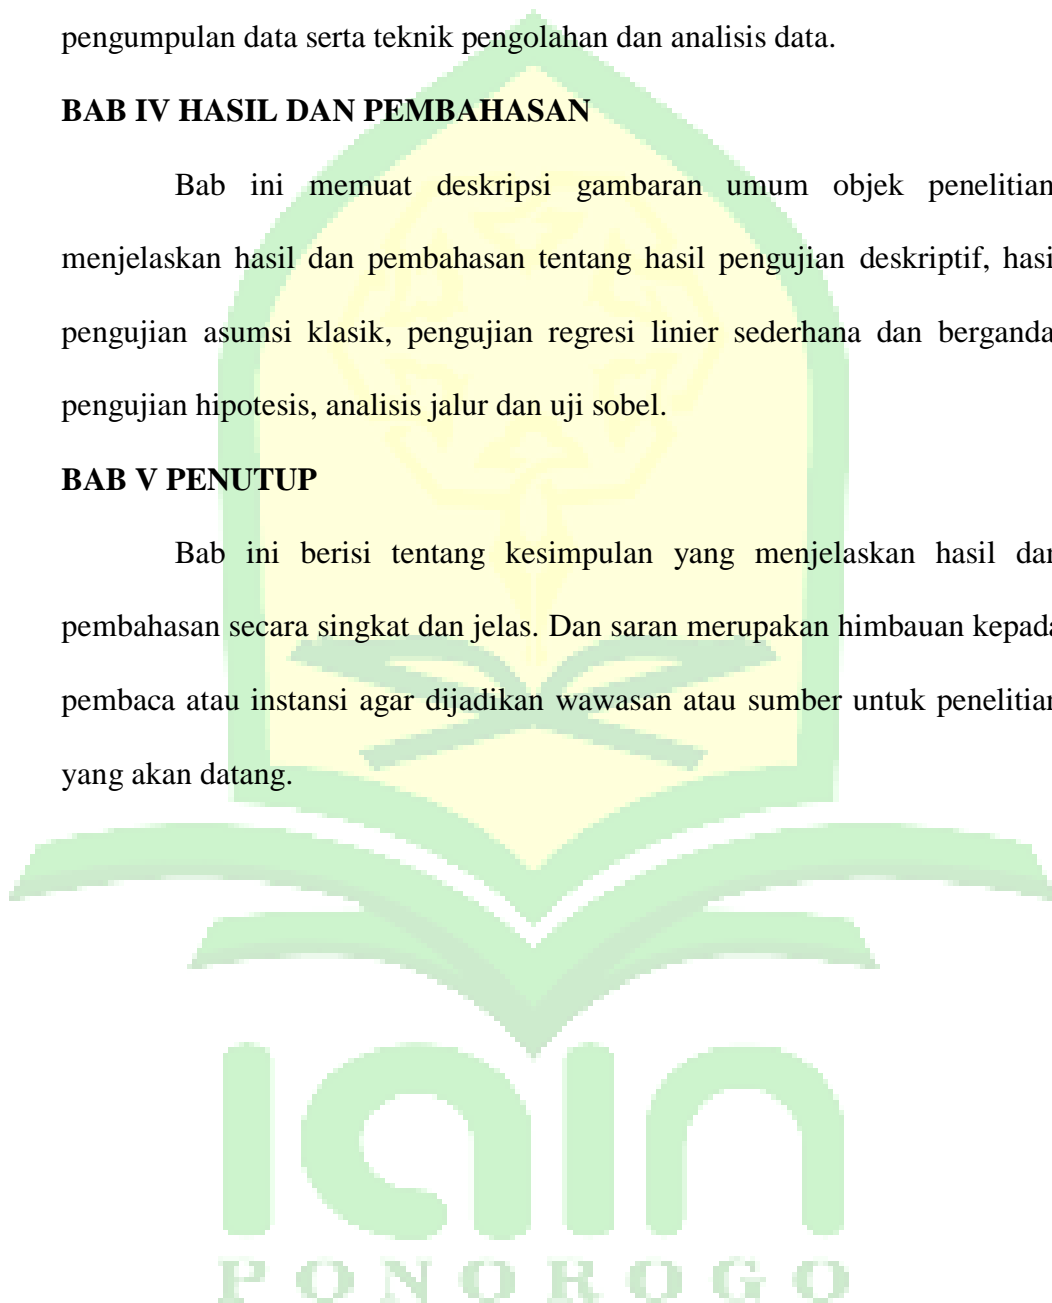 pengumpulan data serta teknik pengolahan dan analisis data.
BAB IV HASIL DAN PEMBAHASAN
Bab ini memuat deskripsi gambaran umum objek penelitian
menjelaskan hasil dan pembahasan tentang hasil pengujian deskriptif, hasi
pengujian asumsi klasik, pengujian regresi linier sederhana dan berganda
pengujian hipotesis, analisis jalur dan uji sobel.
BAB V PENUTUP
Bab ini berisi tentang kesimpulan yang menjelaskan hasil dan
pembahasan secara singkat dan jelas. Dan saran merupakan himbauan kepada
pembaca atau instansi agar dijadikan wawasan atau sumber untuk penelitian
yang akan datang.
iain
PONOROGO